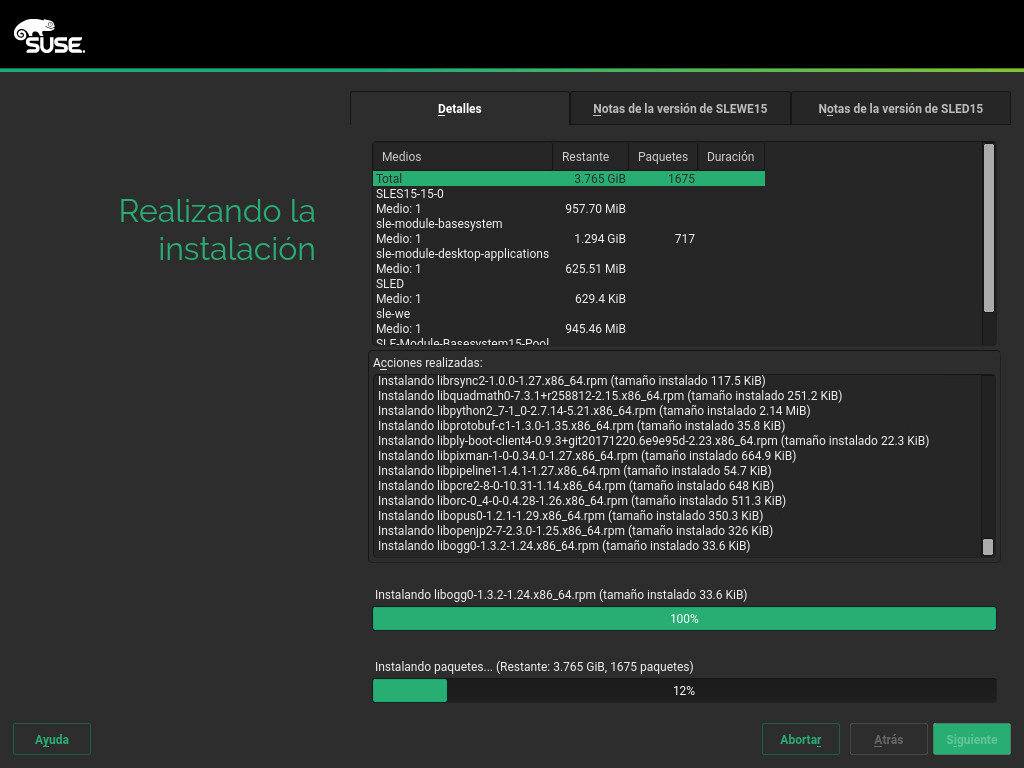 SUSE.
Detalles
Notas de la versión de SLEWE15
Notas de la versión de SLED15
Realizando la
instalación
Medios Restante Paquetes Duración
Total 3.765 GiB 1675
SLES15-15-0
Medio: 1 957.70 MiB
sle-module-basesystem
Medio: 1 1.294 GiB 717
sle-module-desktop-applications
Medio: 1 625.51 MiB
SLED
Medio: 1 629.4 KiB
sle-we
Medio: 1 945.46 MiB
SLE-Module-Basesystem15-Pool
Acciones realizadas:
Instalando librsync2-1.0.0-1.27.x86_64.rpm (tamaño instalado 117.5 KiB)
Instalando libquadmath0-7.3.1+r258812-2.15.x86_64.rpm (tamaño instalado 251.2 KiB)
Instalando libpython2_7-1_0-2.7.14-5.21.x86_64.rpm (tamaño instalado 2.14 MiB)
Instalando libprotobuf-c1-1.3.0-1.35.x86_64.rpm (tamaño instalado 35.8 KiB)
Instalando libply-boot-client4-0.9.3+git20171220.6e9e95d-2.23.x86_64.rpm (tamaño instalado 22.3 KiB)
Instalando libpixman-1-0-0.34.0-1.27.x86_64.rpm (tamaño instalado 664.9 KiB)
Instalando libpipeline1-1.4.1-1.27.x86_64.rpm (tamaño instalado 54.7 KiB)
Instalando libpcre2-8-0-10.31-1.14.x86_64.rpm (tamaño instalado 648 KiB)
Instalando liborc-0_4-0-0.4.28-1.26.x86_64.rpm (tamaño instalado 511.3 KiB)
Instalando libopus0-1.2.1-1.29.x86_64.rpm (tamaño instalado 350.3 KiB)
Instalando libopenjp2-7-2.3.0-1.25.x86_64.rpm (tamaño instalado 326 KiB)
Instalando libogg0-1.3.2-1.24.x86_64.rpm (tamaño instalado 33.6 KiB)
Instalando libogg0-1.3.2-1.24.x86_64.rpm (tamaño instalado 33.6 KiB)
100%
Instalando paquetes... (Restante: 3.765 GiB, 1675 paquetes)
12%
Ayuda
Abortar
Atrás
Siguiente